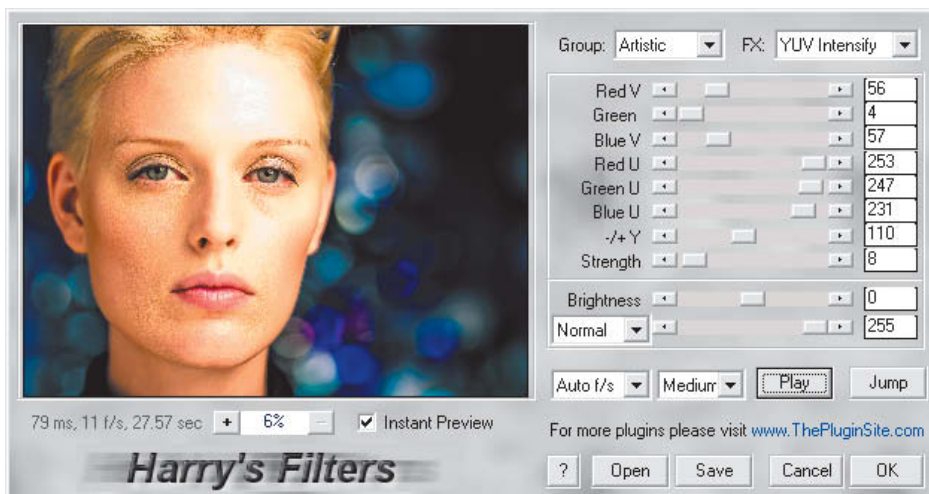 Group: Artistic FX: YUV Intensify
Red V 56
Green 4
Blue V 57
Red U 253
Green U 247
Blue U 231
-/+ Y 110
Strength 8
Brightness 0
Normal 255
Auto f/s Medium Play Jump
79 ms, 11 f/s, 27.57 sec + 6% - Instant Preview
For more plugins please visit www.ThePluginSite.com
Harry's Filters
? Open Save Cancel OK